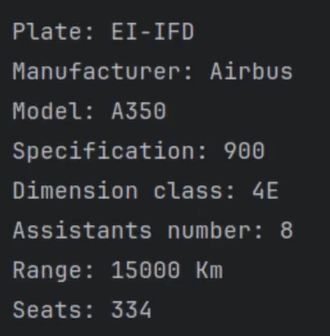 Plate: EI-IFD
Manufacturer: Airbus
Model: A350
Specification: 900
Dimension class: 4E
Assistants number: 8
Range: 15000 Km
Seats: 334